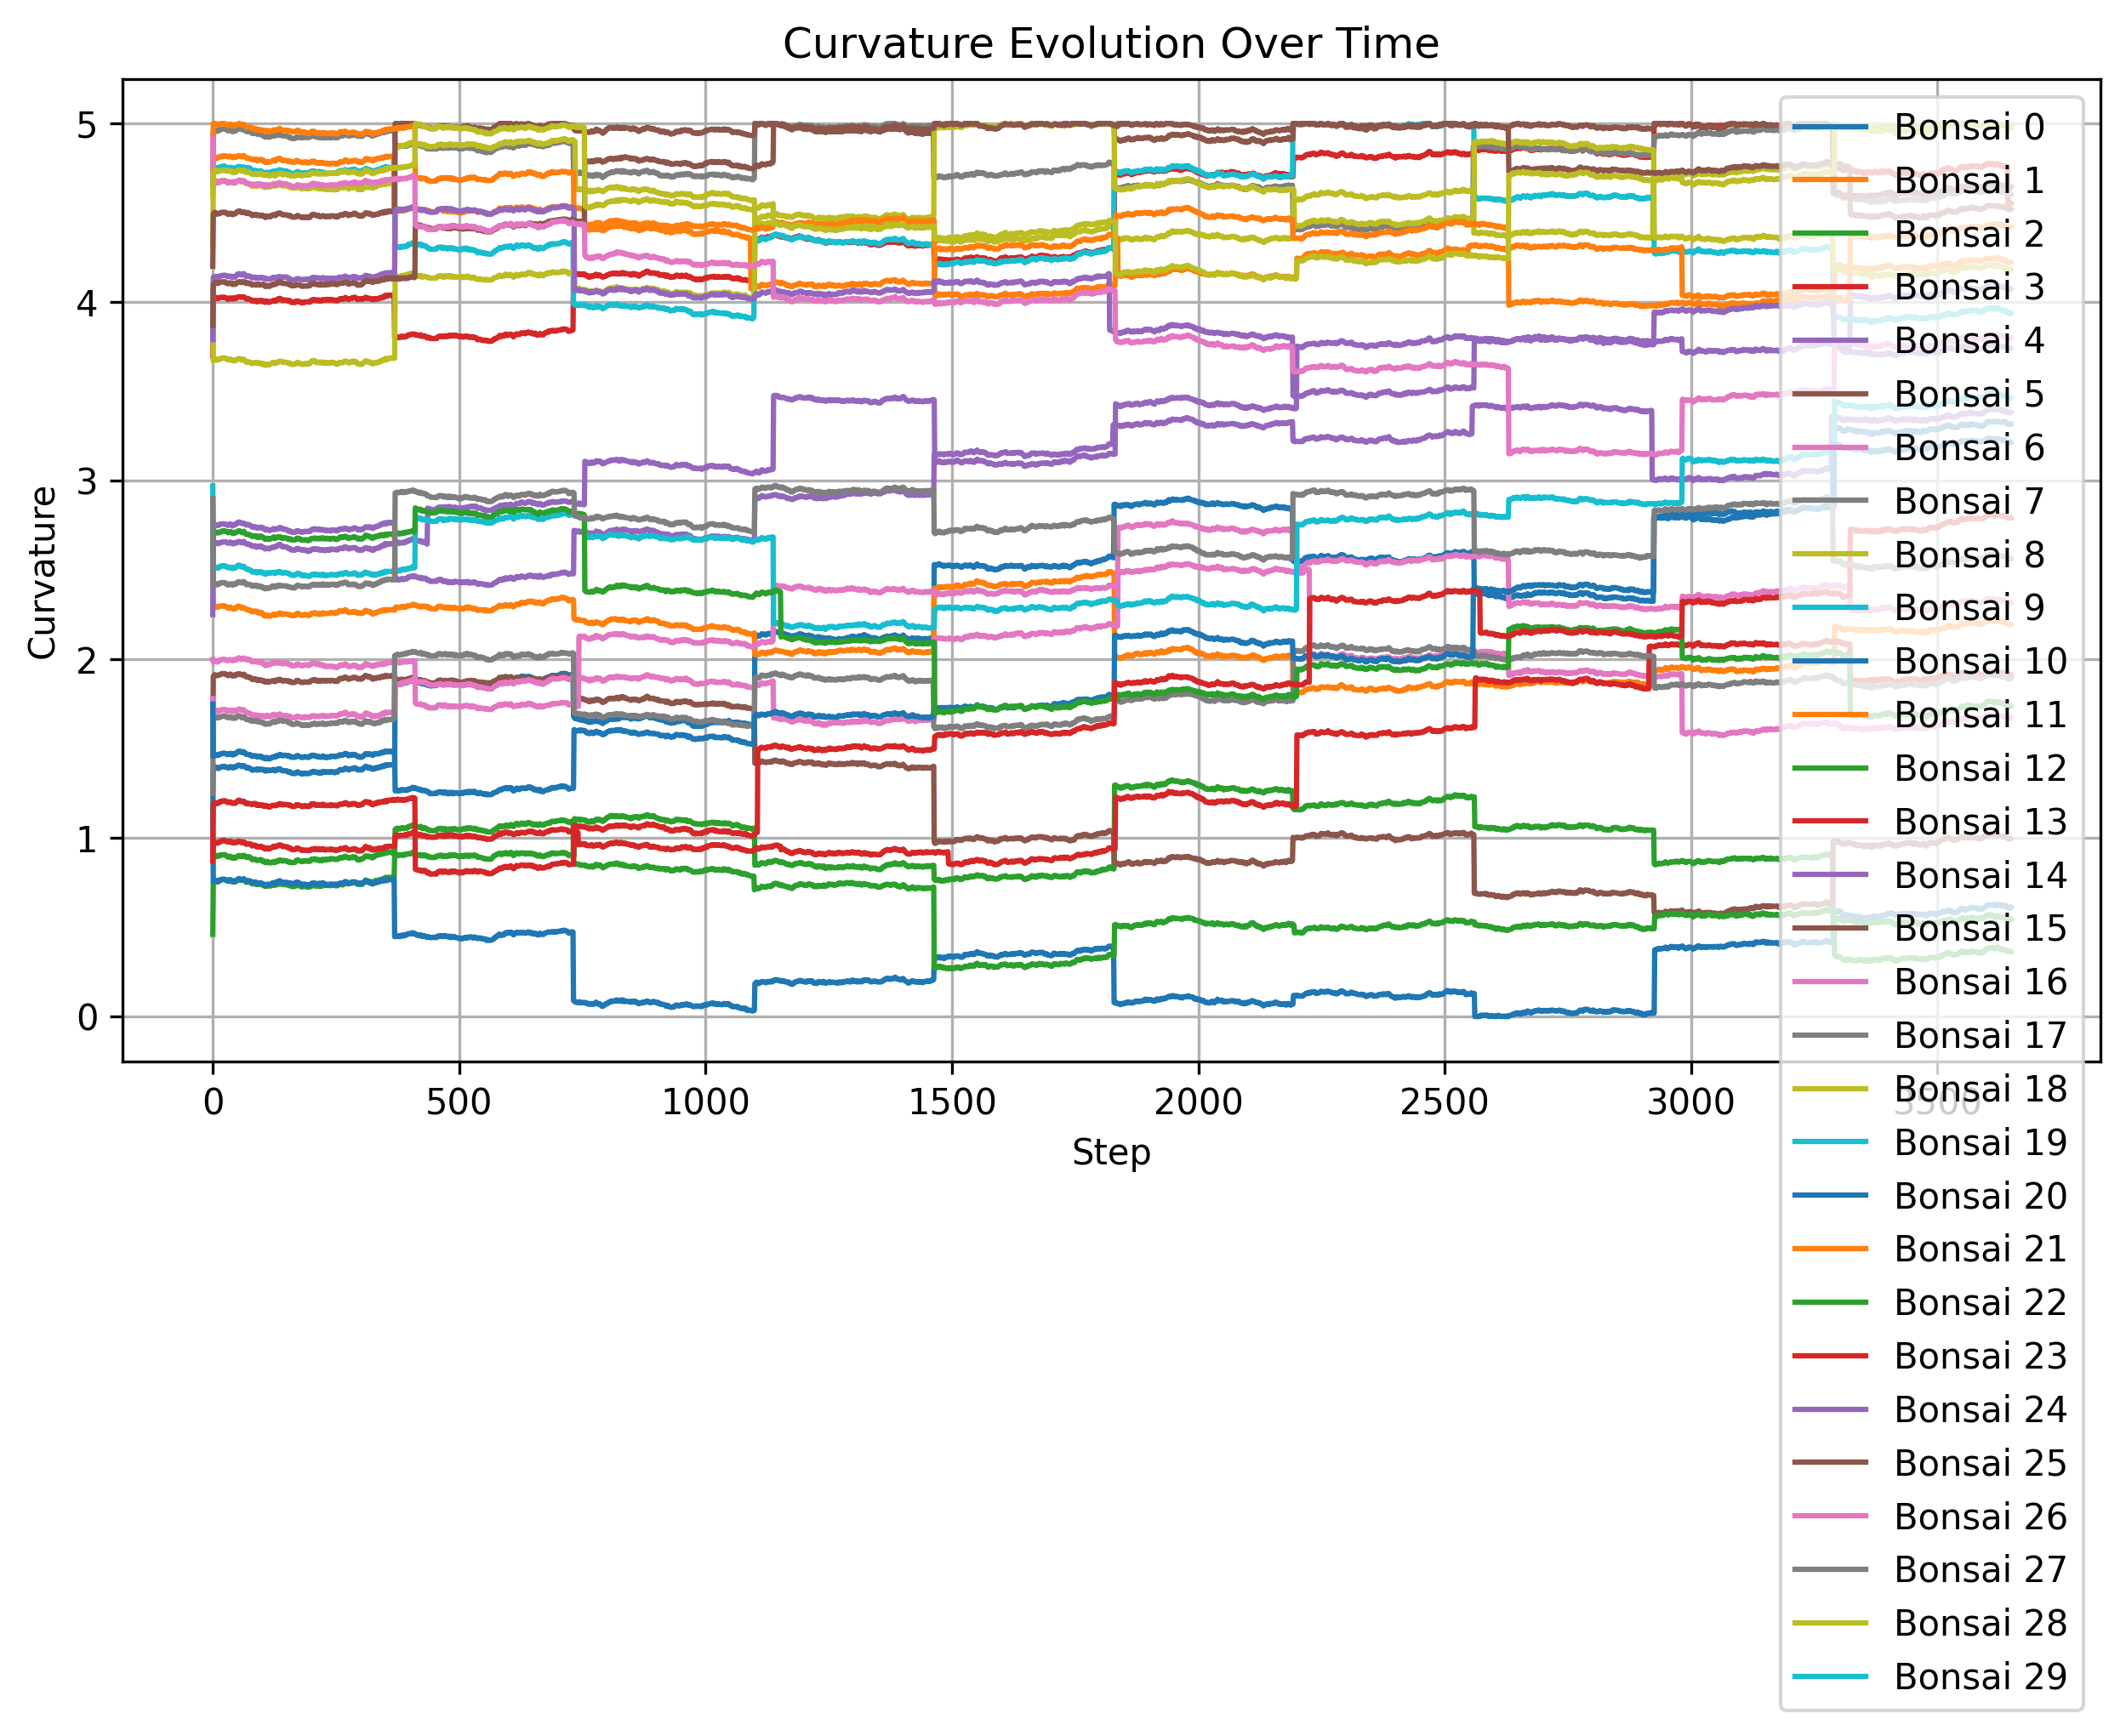 Curvature Evolution Over Time
Curvature
5
4
3
2
1
0
0
500
1000
1500
2000
2500
3000
3500
Step
Bonsai 0
Bonsai 1
Bonsai 2
Bonsai 3
Bonsai 4
Bonsai 5
Bonsai 6
Bonsai 7
Bonsai 8
Bonsai 9
Bonsai 10
Bonsai 11
Bonsai 12
Bonsai 13
Bonsai 14
Bonsai 15
Bonsai 16
Bonsai 17
Bonsai 18
Bonsai 19
Bonsai 20
Bonsai 21
Bonsai 22
Bonsai 23
Bonsai 24
Bonsai 25
Bonsai 26
Bonsai 27
Bonsai 28
Bonsai 29